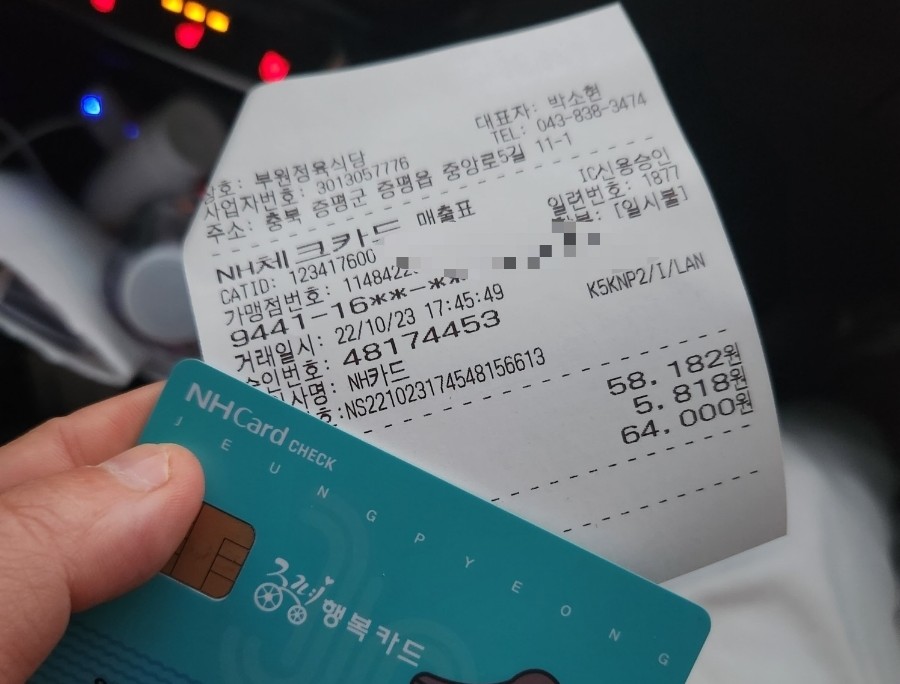 상호: 부원정육식당
대표자: 박소현
사업자번호: 3013057776
TEL: 043-838-3474
주소: 충북 증평군 증평읍 중앙로5길 11-1
IC신용승인
NH체크카드 매출표
일련번호: 1877
CATID: 123417600
[일시불]
가맹점번호: 1148422
9441-16**-**
거래일시: 22/10/23 17:45:49
K5KNP2/I/LAN
승인번호: 48174453
사명: NH카드
:NS221023174548156613
58.182원
5.818원
64.000원
NHCard CHECK
JEUNGPYEONG
행복카드